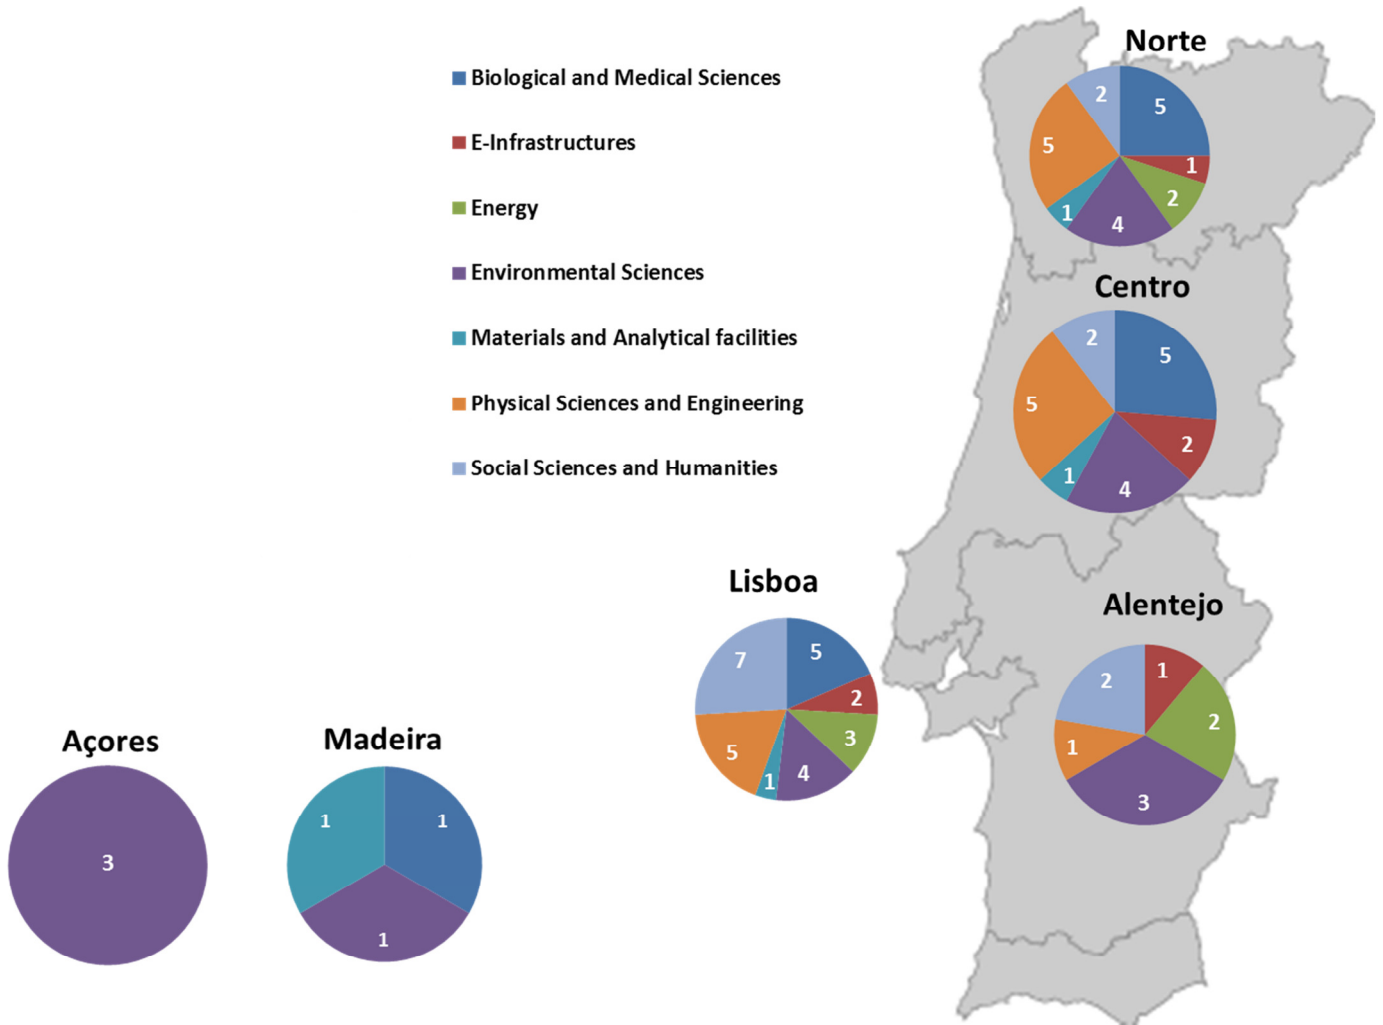 Norte
Biological and Medical Sciences
E-Infrastructures
Energy
Environmental Sciences
Materials and Analytical facilities
Physical Sciences and Engineering
Social Sciences and Humanities
2
5
5
1
2
1
4
Centro
2
5
5
2
1
4
Lisboa
7
5
2
5
3
1
4
Alentejo
2
1
2
1
3
Açores
3
Madeira
1
1
1